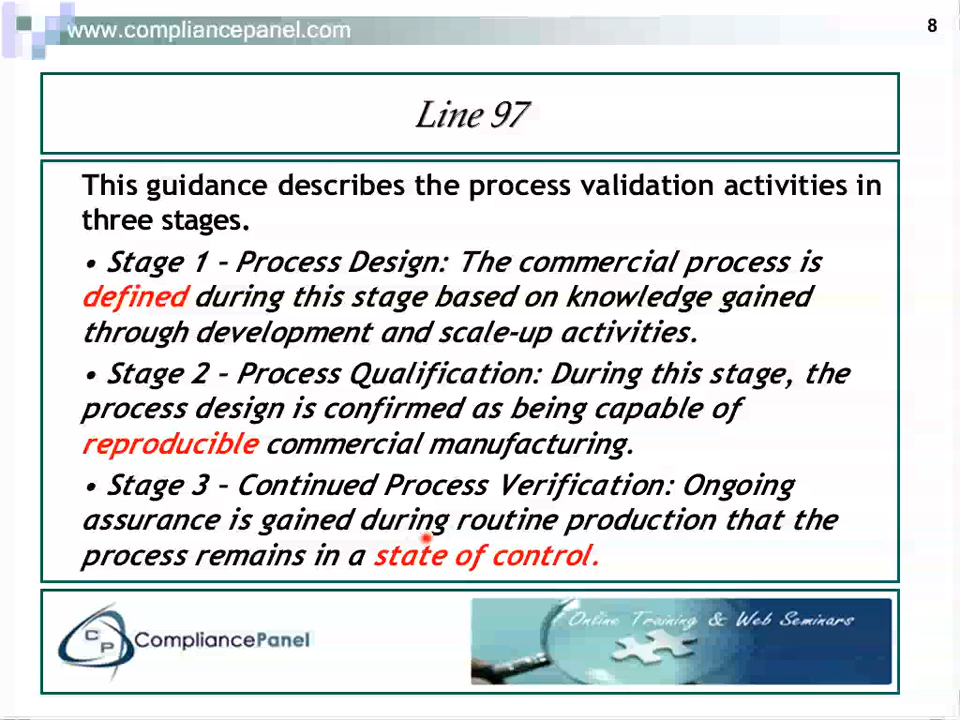 www.compliancepanel.com
8
Line 97
This guidance describes the process validation activities in
three stages.
• Stage 1 – Process Design: The commercial process is
defined during this stage based on knowledge gained
through development and scale-up activities.
• Stage 2 – Process Qualification: During this stage, the
process design is confirmed as being capable of
reproducible commercial manufacturing.
• Stage 3 – Continued Process Verification: Ongoing
assurance is gained during routine production that the
process remains in a state of control.
CP CompliancePanel
Online Training & Web Seminars